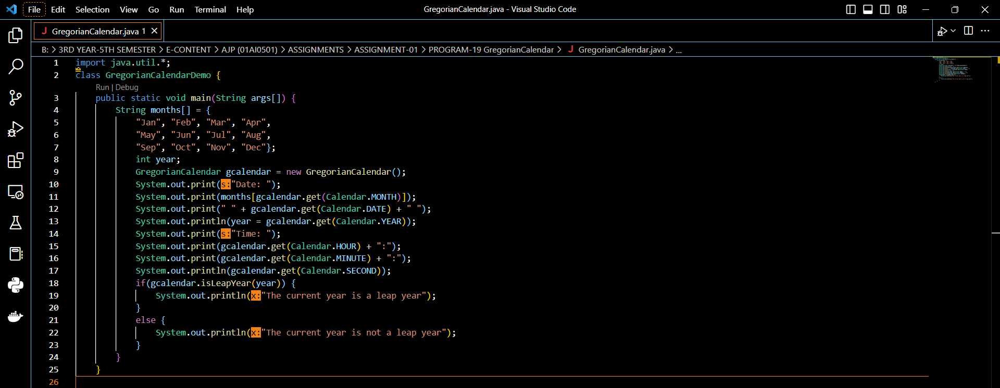 File Edit Selection View Go Run Terminal Help GregorianCalendar.java - Visual Studio Code
J GregorianCalendar.java 1
B: > 3RD YEAR-5TH SEMESTER > E-CONTENT > AJP (01AI0501) > ASSIGNMENTS > ASSIGNMENT-01 > PROGRAM-19 GregorianCalendar > J GregorianCalendar.java > ...
1 import java.util.*;
2 class GregorianCalendarDemo {
Run | Debug
3 public static void main(String args[]) {
4 String months[] = {
5 "Jan", "Feb", "Mar", "Apr",
6 "May", "Jun", "Jul", "Aug",
7 "Sep", "Oct", "Nov", "Dec"};
8 int year;
9 GregorianCalendar gcalendar = new GregorianCalendar();
10 System.out.print(s:"Date: ");
11 System.out.print(months[gcalendar.get(Calendar.MONTH)]);
12 System.out.print(" " + gcalendar.get(Calendar.DATE) + " ");
13 System.out.println(year = gcalendar.get(Calendar.YEAR));
14 System.out.print(s:"Time: ");
15 System.out.print(gcalendar.get(Calendar.HOUR) + ":");
16 System.out.print(gcalendar.get(Calendar.MINUTE) + ":");
17 System.out.println(gcalendar.get(Calendar.SECOND));
18 if(gcalendar.isLeapYear(year)) {
19 System.out.println(x:"The current year is a leap year");
20 }
21 else {
22 System.out.println(x:"The current year is not a leap year");
23 }
24 }
25 }
26